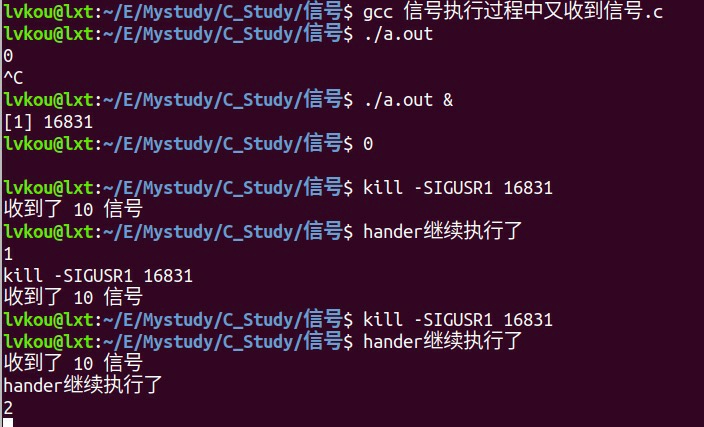 lvkou@lxt:~/E/Mystudy/C_Study/信号$ gcc 信号执行过程中又收到信号.c
lvkou@lxt:~/E/Mystudy/C_Study/信号$ ./a.out
0
^C
lvkou@lxt:~/E/Mystudy/C_Study/信号$ ./a.out &
[1] 16831
lvkou@lxt:~/E/Mystudy/C_Study/信号$ 0
lvkou@lxt:~/E/Mystudy/C_Study/信号$ kill -SIGUSR1 16831
收到了 10 信号
lvkou@lxt:~/E/Mystudy/C_Study/信号$ hander继续执行了
1
kill -SIGUSR1 16831
收到了 10 信号
lvkou@lxt:~/E/Mystudy/C_Study/信号$ kill -SIGUSR1 16831
lvkou@lxt:~/E/Mystudy/C_Study/信号$ hander继续执行了
收到了 10 信号
hander继续执行了
2